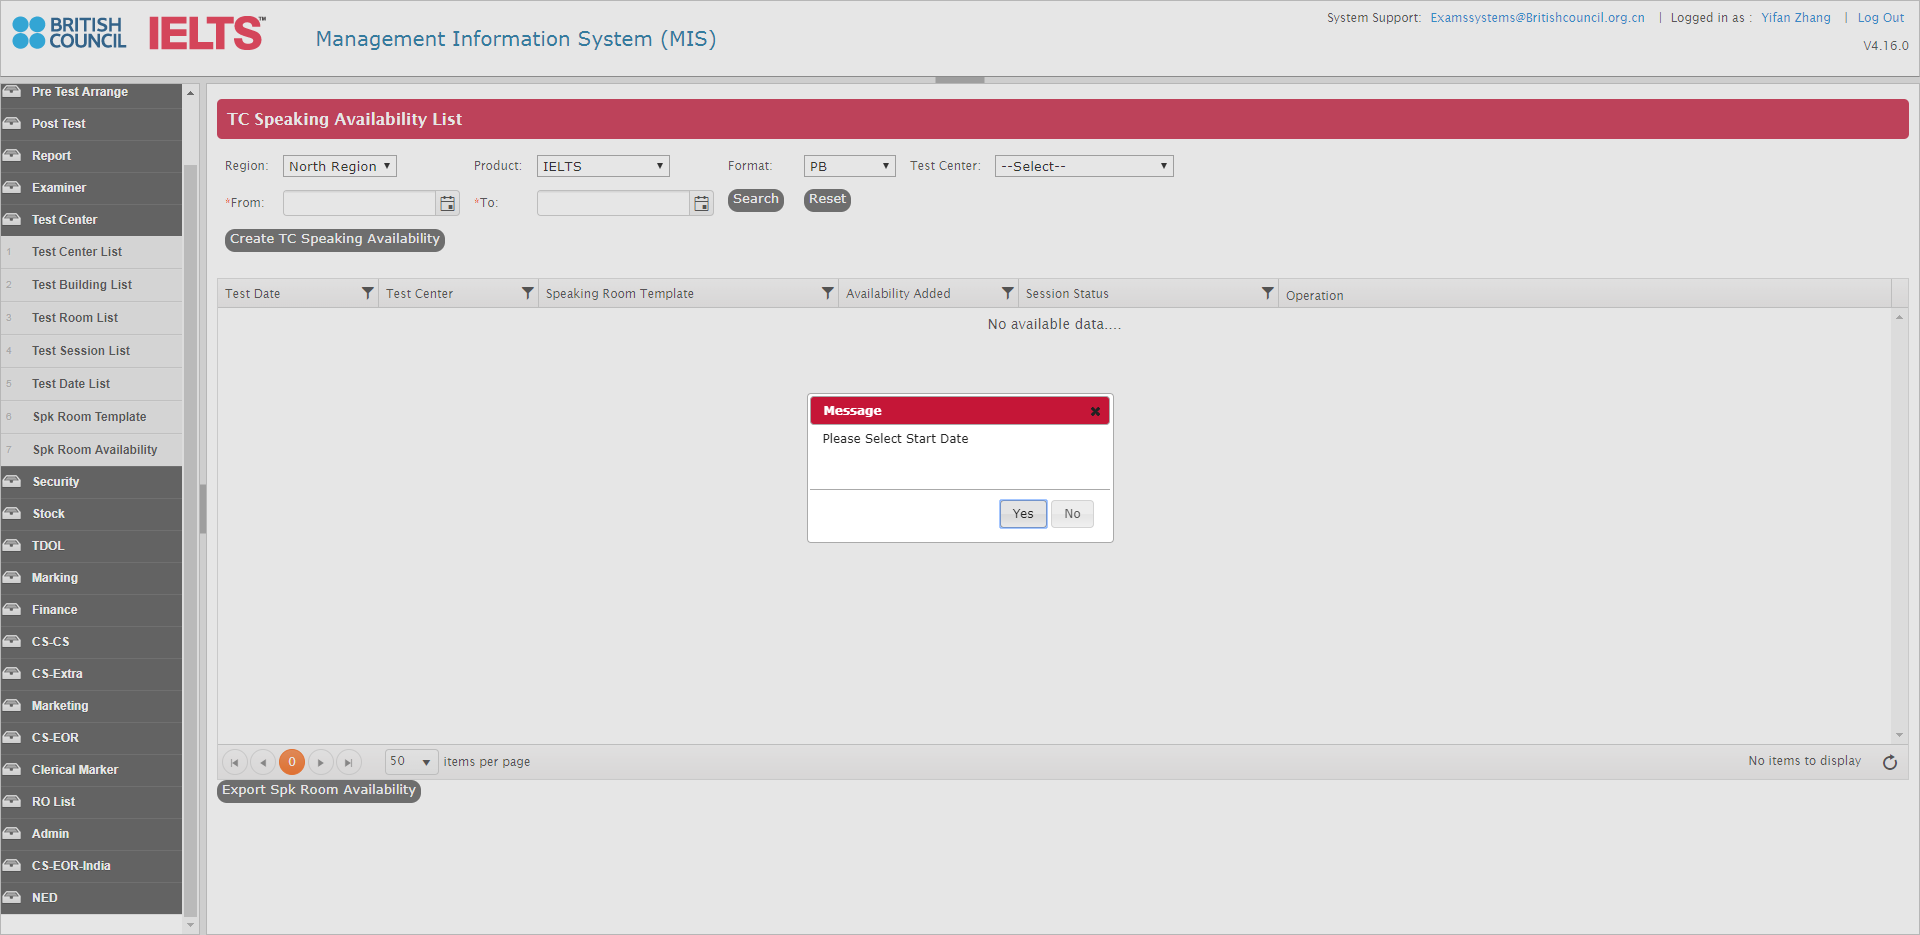 BRITISH
COUNCIL
IELTS™
Management Information System (MIS)
System Support: Examssystems@Britishcouncil.org.cn | Logged in as : Yifan Zhang | Log Out
V4.16.0
Pre Test Arrange
Post Test
Report
Examiner
Test Center
1 Test Center List
2 Test Building List
3 Test Room List
4 Test Session List
5 Test Date List
6 Spk Room Template
7 Spk Room Availability
Security
Stock
TDOL
Marking
Finance
CS-CS
CS-Extra
Marketing
CS-EOR
Clerical Marker
RO List
Admin
CS-EOR-India
NED
TC Speaking Availability List
Region: North Region Product: IELTS Format: PB Test Center: --Select--
*From: *To: Search Reset
Create TC Speaking Availability
Test Date Test Center Speaking Room Template Availability Added Session Status Operation
No available data....
Message
Please Select Start Date
Yes No
0 50 items per page No items to display
Export Spk Room Availability